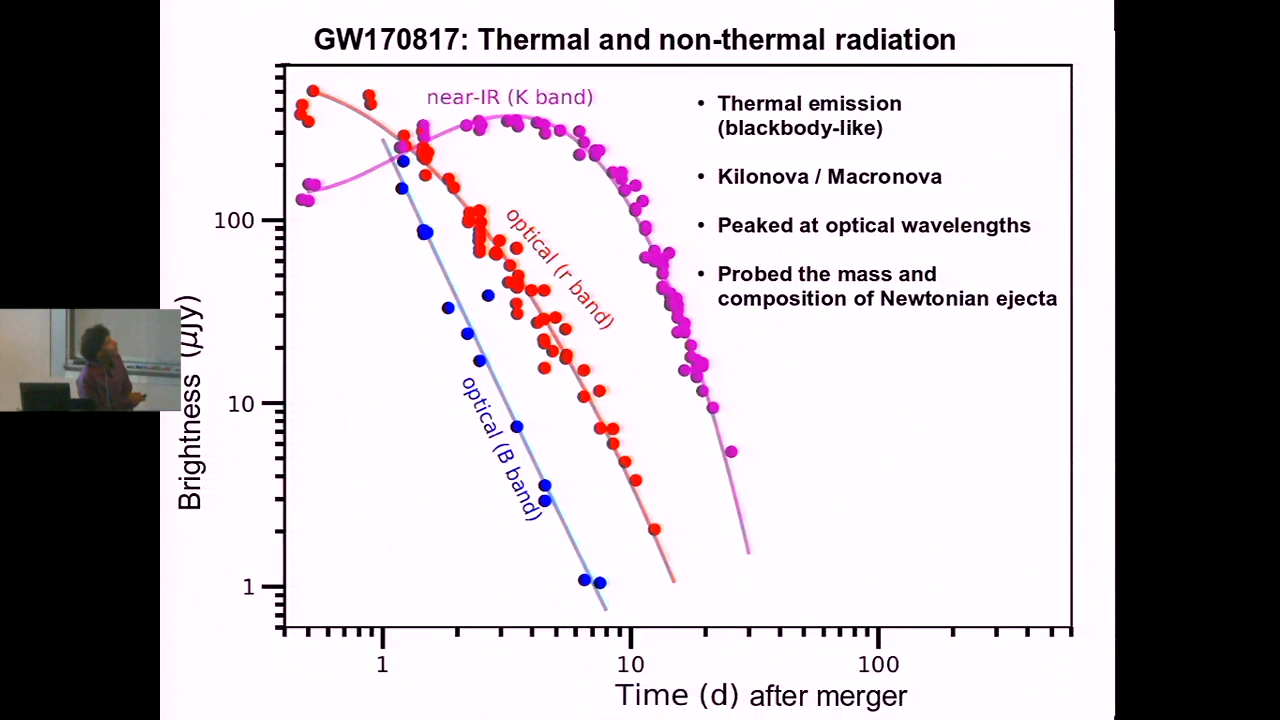 GW170817: Thermal and non-thermal radiation
near-IR (K band)
optical (r band)
optical (B band)
• Thermal emission
(blackbody-like)
• Kilonova / Macronova
• Peaked at optical wavelengths
• Probed the mass and
composition of Newtonian ejecta
Brightness (μJy)
100
10
1
1
10
100
Time (d) after merger